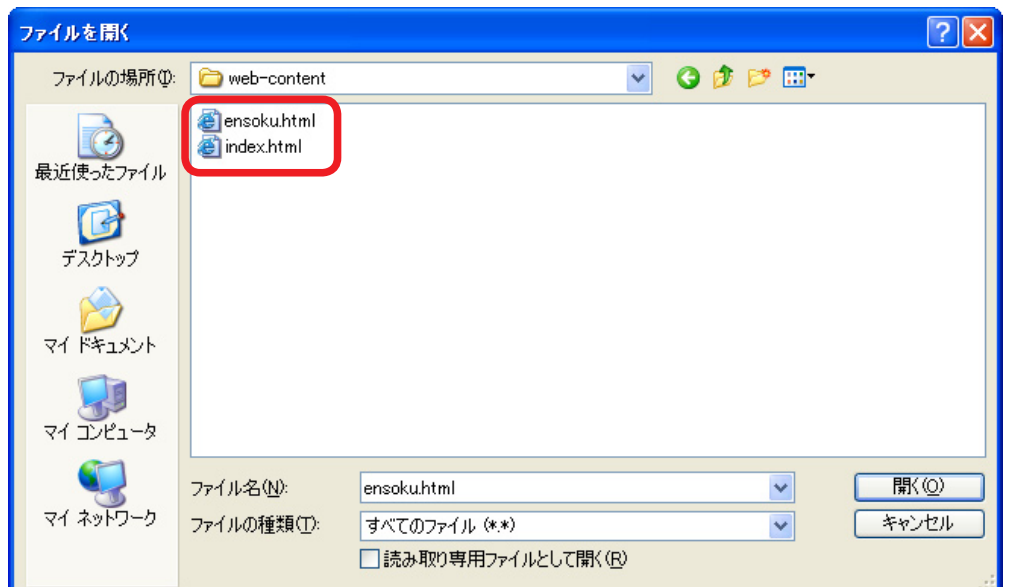 ファイルを開く
ファイルの場所(I):
web-content
ensoku.html
index.html
最近使ったファイル
デスクトップ
マイ ドキュメント
マイ コンピュータ
マイ ネットワーク
ファイル名(N):
ensoku.html
開く(O)
ファイルの種類(T):
すべてのファイル (*.*)
キャンセル
読み取り専用ファイルとして開く(R)